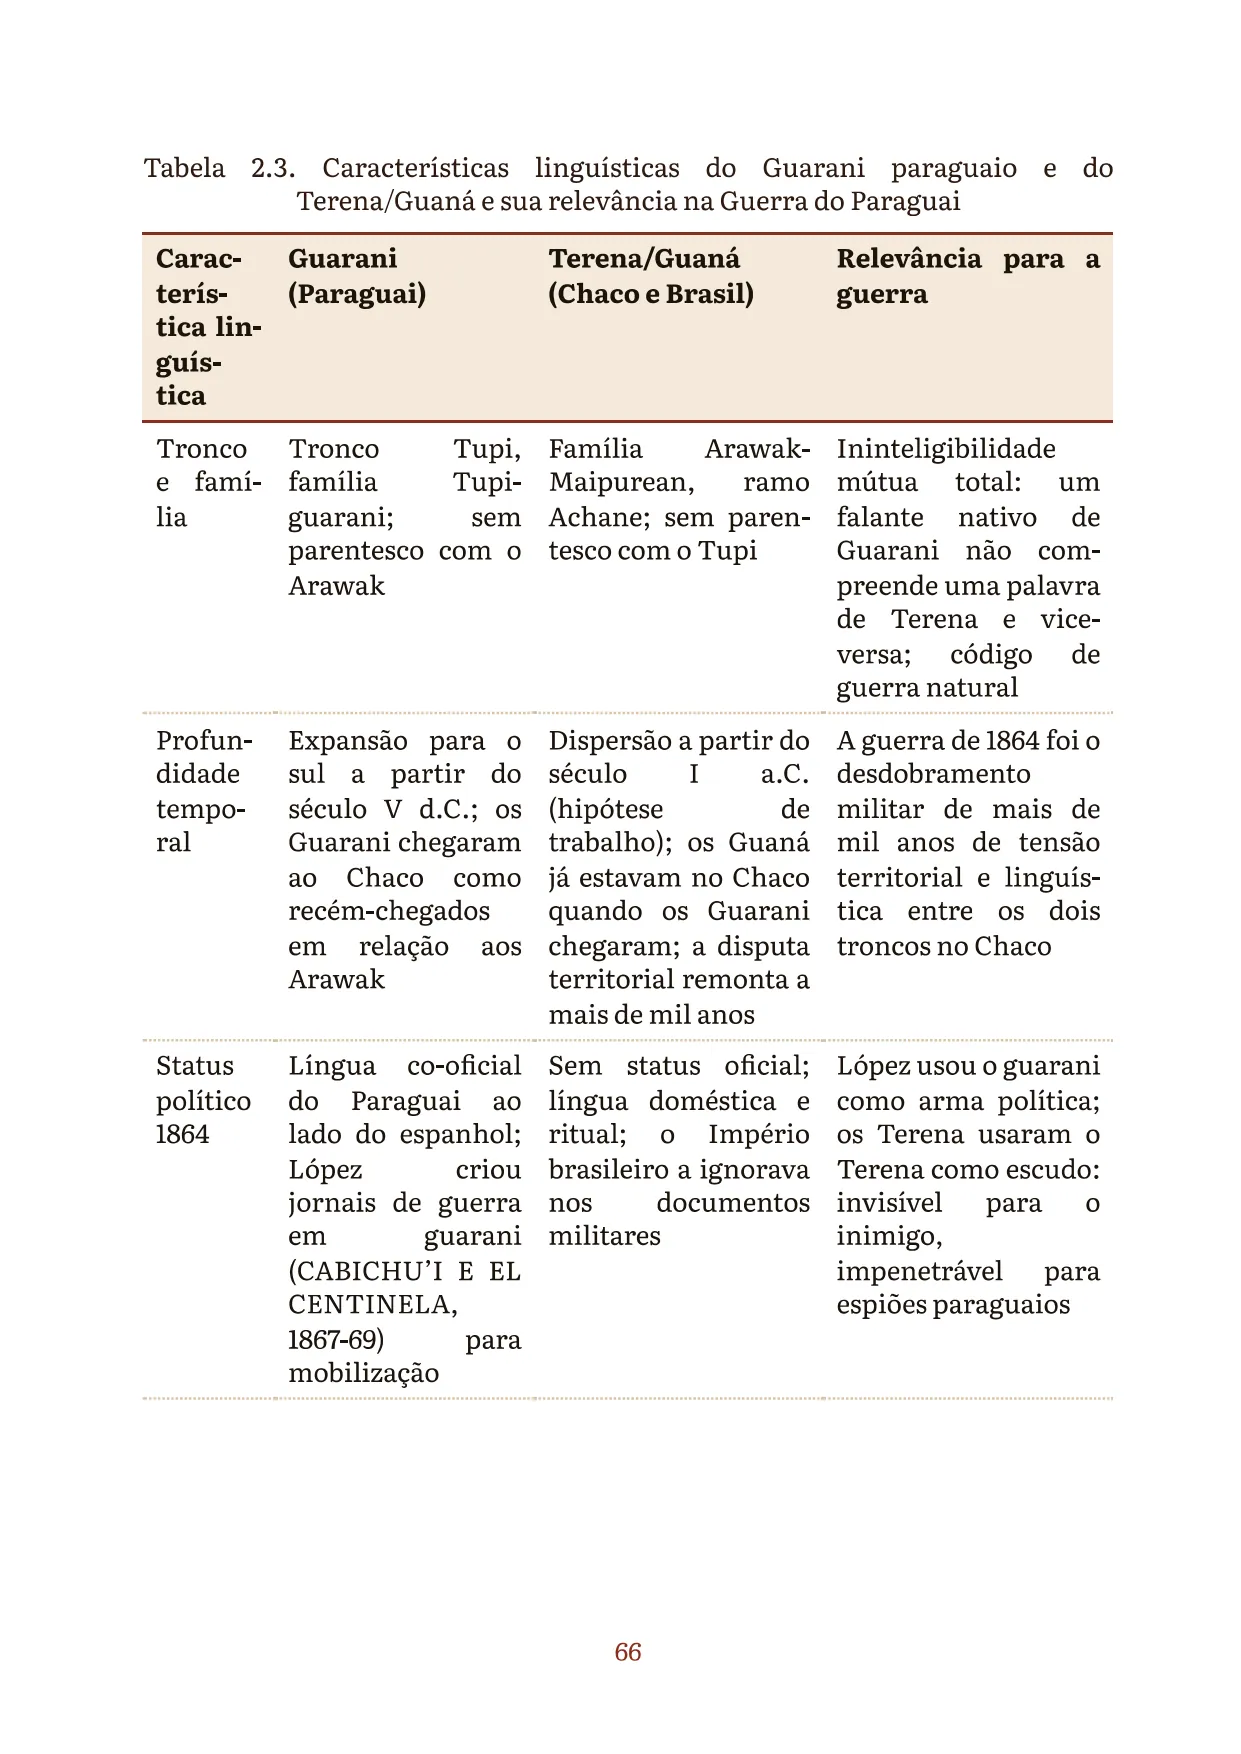 Tabela 2.3. Características linguísticas do Guarani paraguaio e do
Terena/Guaná e sua relevância na Guerra do Paraguai
Carac-
terís-
tica lin-
guís-
tica
Guarani
(Paraguai)
Terena/Guaná
(Chaco e Brasil)
Relevância para a
guerra
Tronco
e famí-
lia
Tronco Tupi,
família Tupi-
guarani; sem
parentesco com o
Arawak
Família Arawak-
Maipurean, ramo
Achane; sem paren-
tesco com o Tupi
Ininteligibilidade
mútua total: um
falante nativo de
Guarani não com-
preende uma palavra
de Terena e vice-
versa; código de
guerra natural
Profun-
didade
tempo-
ral
Expansão para o
sul a partir do
século V d.C.; os
Guarani chegaram
ao Chaco como
recém-chegados
em relação aos
Arawak
Dispersão a partir do
século I a.C.
(hipótese de
trabalho); os Guaná
já estavam no Chaco
quando os Guarani
chegaram; a disputa
territorial remonta a
mais de mil anos
A guerra de 1864 foi o
desdobramento
militar de mais de
mil anos de tensão
territorial e linguís-
tica entre os dois
troncos no Chaco
Status
político
1864
Língua co-oficial
do Paraguai ao
lado do espanhol;
López criou
jornais de guerra
em guarani
(CABICHU’I E EL
CENTINELA,
1867-69) para
mobilização
Sem status oficial;
língua doméstica e
ritual; o Império
brasileiro a ignorava
nos documentos
militares
López usou o guarani
como arma política;
os Terena usaram o
Terena como escudo:
invisível para o
inimigo,
impenetrável para
espiões paraguaios
66